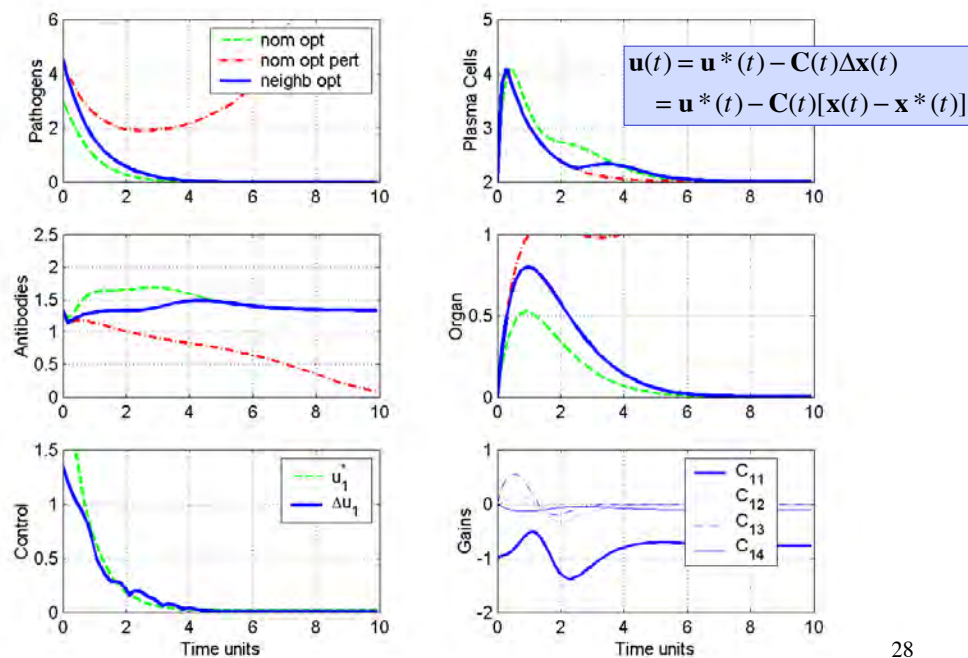 6
4
2
0
Pathogens
nom opt
nom opt pert
neighb opt
0 2 4 6 8 10
5
4
3
2
Plasma Cells
0 2 4 6 8 10
u(t) = u*(t) − C(t)Δx(t)
= u*(t) − C(t)[x(t) − x*(t)]
2.5
2
1.5
1
0.5
0
Antibodies
0 2 4 6 8 10
1
0.5
0
Organ
0 2 4 6 8 10
1.5
1
0.5
0
Control
u*1
Δu1
0 2 4 6 8 10
Time units
1
0
-1
-2
Gains
C11
C12
C13
C14
0 2 4 6 8 10
Time units
28